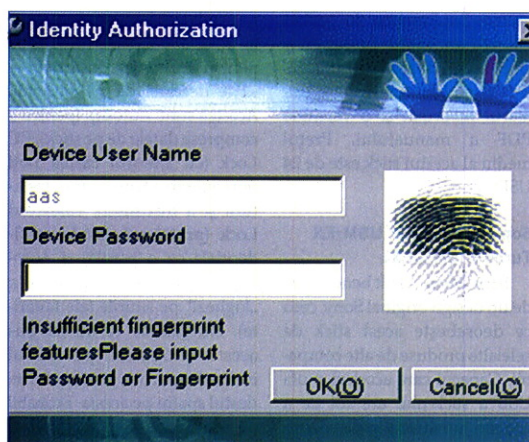 Identity Authorization
Device User Name
aas
Device Password
Insufficient fingerprint
featuresPlease input
Password or Fingerprint
OK(O)
Cancel(C)